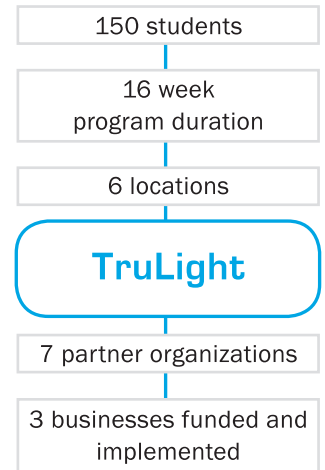 150 students
16 week
program duration
6 locations
TruLight
7 partner organizations
3 businesses funded and
implemented